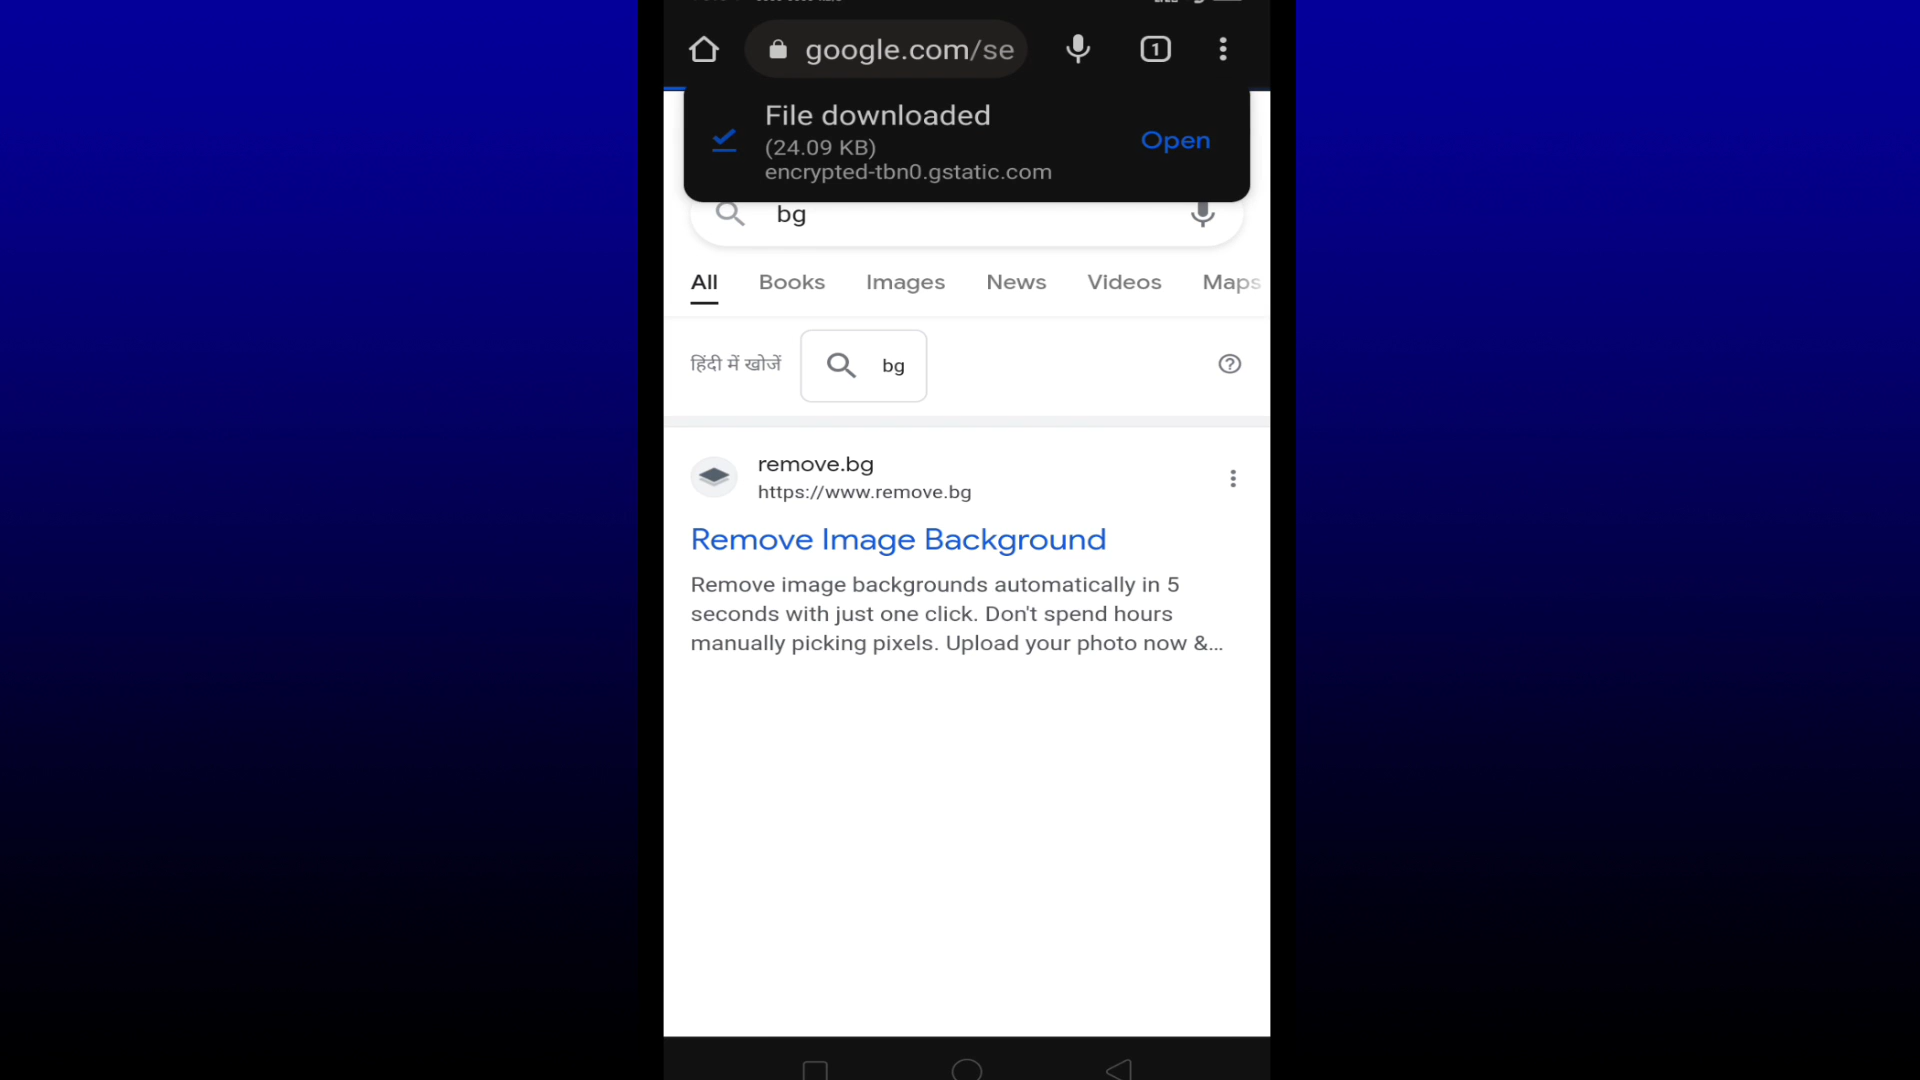 google.com/se
1
File downloaded
(24.09 KB)
Open
encrypted-tbn0.gstatic.com
bg
All Books Images News Videos Maps
हिंदी में खोजें bg
remove.bg
https://www.remove.bg
Remove Image Background
Remove image backgrounds automatically in 5
seconds with just one click. Don't spend hours
manually picking pixels. Upload your photo now &...